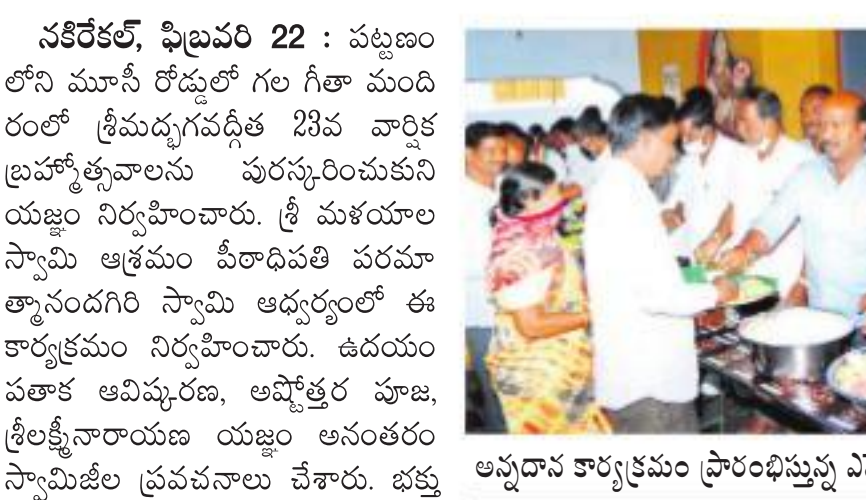 నకిరేకల్, ఫిబ్రవరి 22 : పట్టణం
లోని మూసీ రోడ్డులో గల గీతా మంది
రంలో శ్రీమద్భగవద్గీత 23వ వార్షిక
బ్రహ్మోత్సవాలను పురస్కరించుకుని
యజ్ఞం నిర్వహించారు. శ్రీ మళయాల
స్వామి ఆశ్రమం పీఠాధిపతి పరమా
త్మానందగిరి స్వామి ఆధ్వర్యంలో ఈ
కార్యక్రమం నిర్వహించారు. ఉదయం
పతాక ఆవిష్కరణ, అష్టోత్తర పూజ,
శ్రీలక్ష్మీనారాయణ యజ్ఞం అనంతరం
స్వామిజీల ప్రవచనాలు చేశారు. భక్తు
అన్నదాన కార్యక్రమం ప్రారంభిస్తున్న